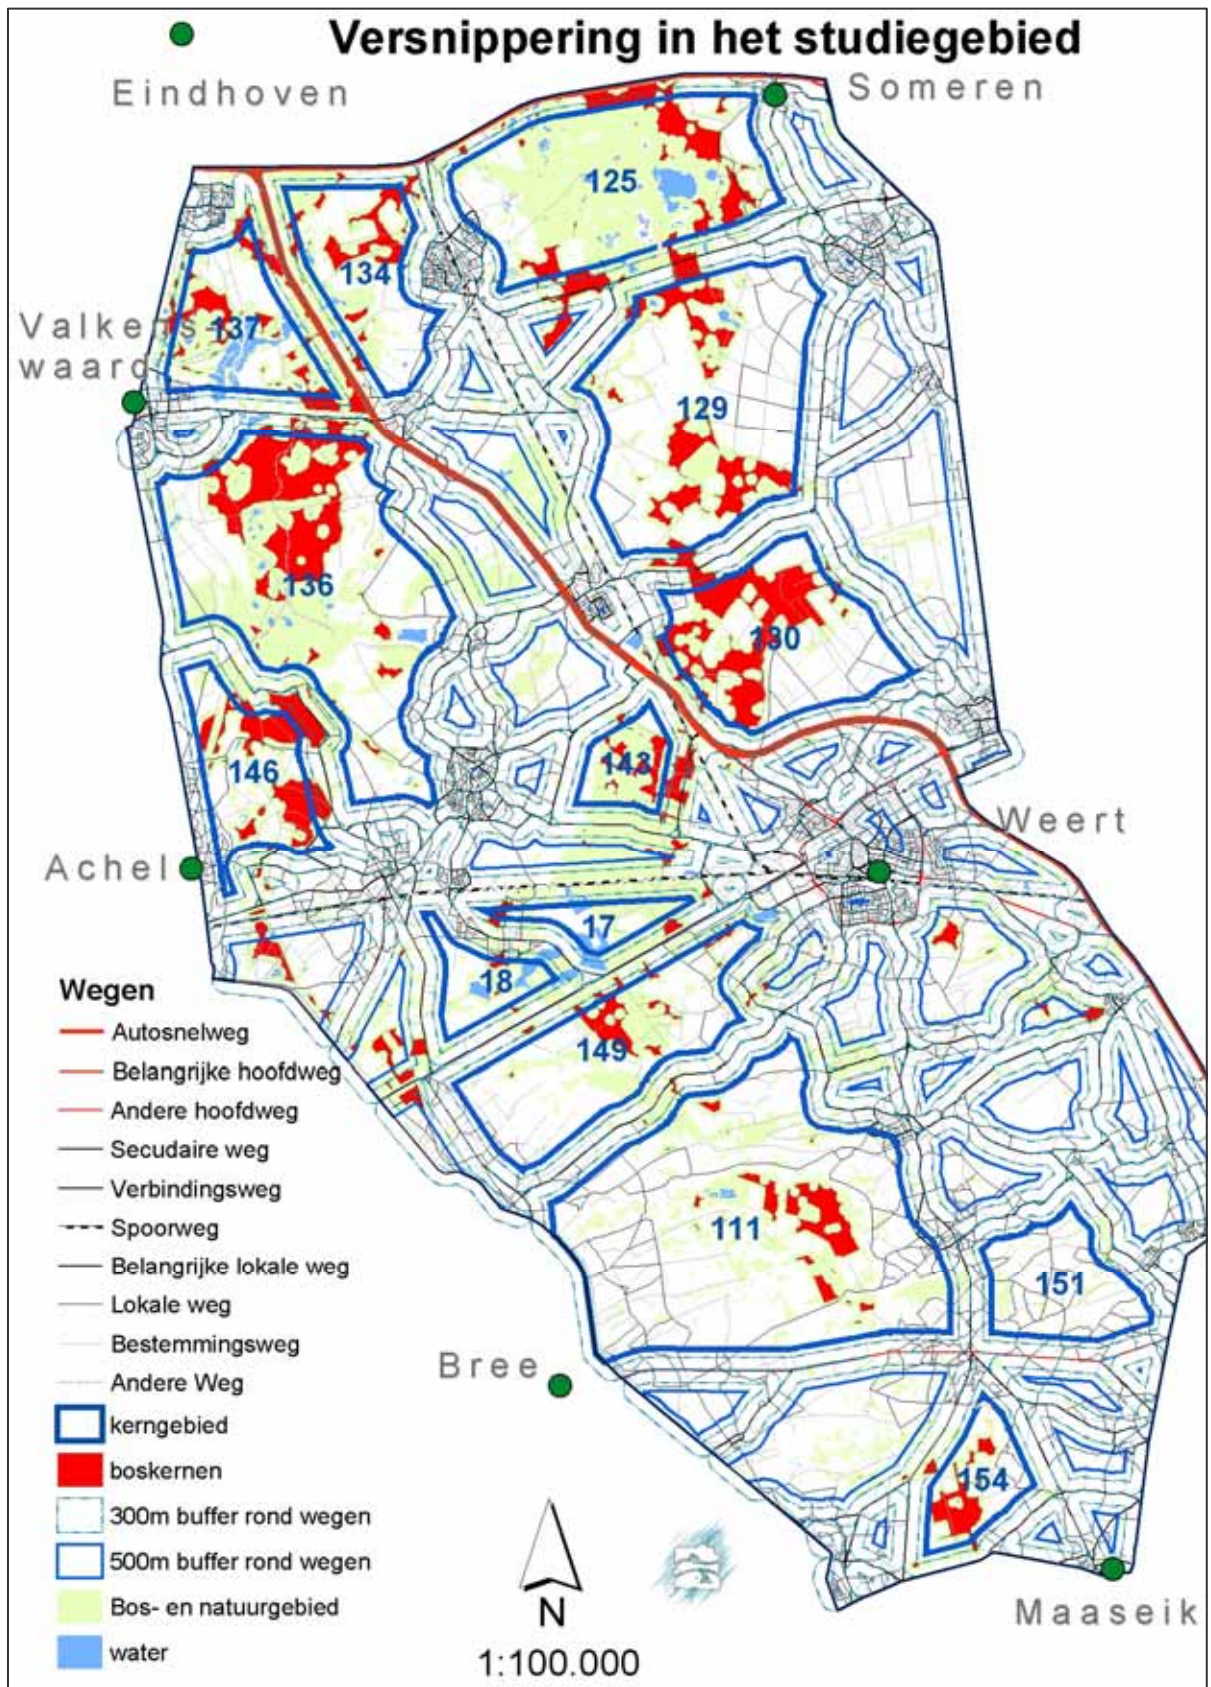 Versnippering in het studiegebied
Eindhoven
Someren
125
134
Valkens-
waard
137
129
136
130
143
146
Weert
Achel
17
18
149
111
151
Bree
154
Maaseik
Wegen
Autosnelweg
Belangrijke hoofdweg
Andere hoofdweg
Secudaire weg
Verbindingsweg
Spoorweg
Belangrijke lokale weg
Lokale weg
Bestemmingsweg
Andere Weg
kerngebied
boskernen
300m buffer rond wegen
500m buffer rond wegen
Bos- en natuurgebied
water
N
1:100.000